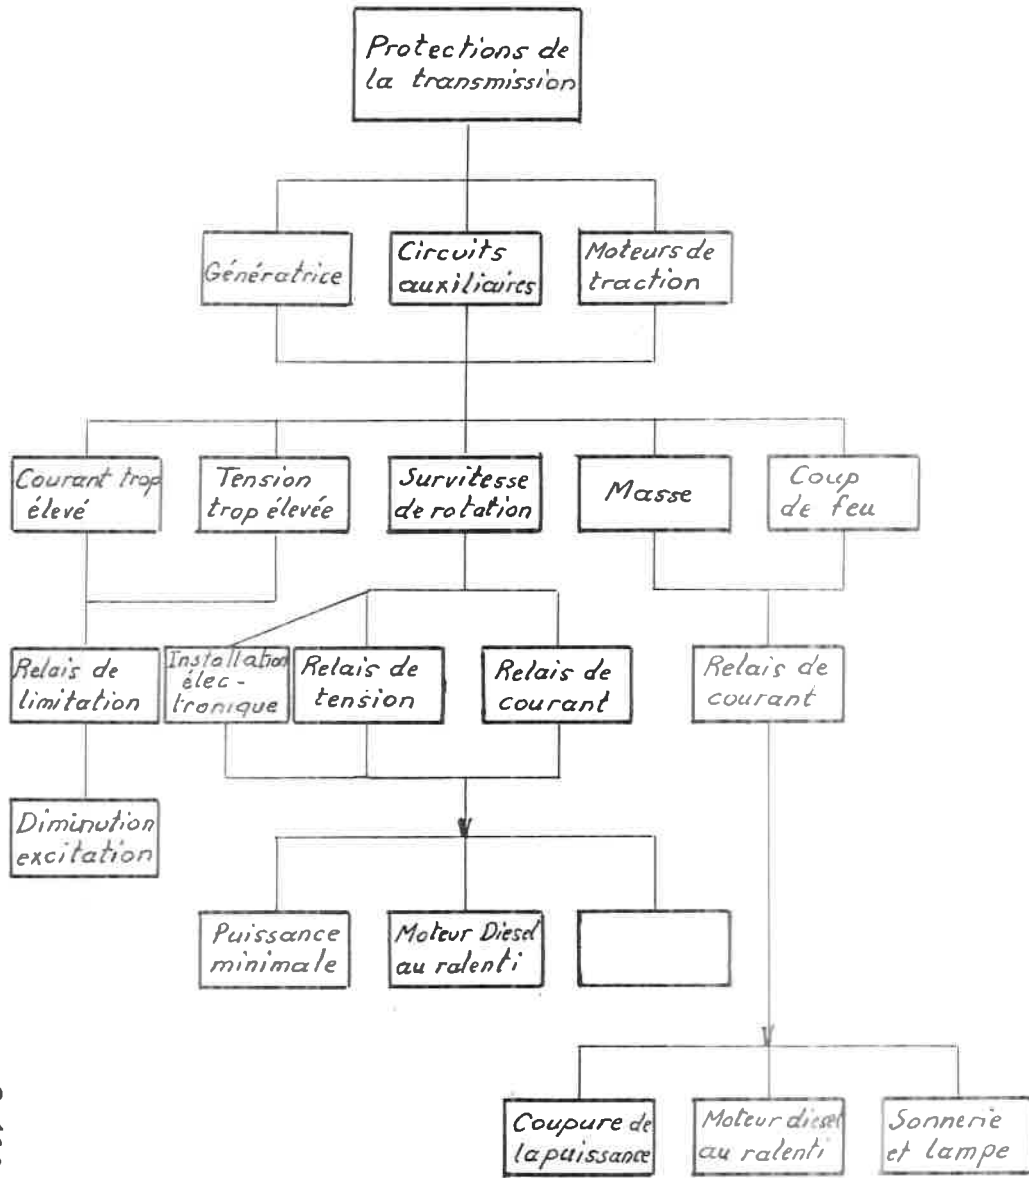 Protections de
la transmission
Génératrice
Circuits
auxiliaires
Moteurs de
traction
Courant trop
élevé
Tension
trop élevée
Survitesse
de rotation
Masse
Coup
de feu
Relais de
limitation
Installation
élec-
tronique
Relais de
tension
Relais de
courant
Relais de
courant
Diminution
excitation
Puissance
minimale
Moteur Diesel
au ralenti
Coupure de
la puissance
Moteur diesel
au ralenti
Sonnerie
et lampe